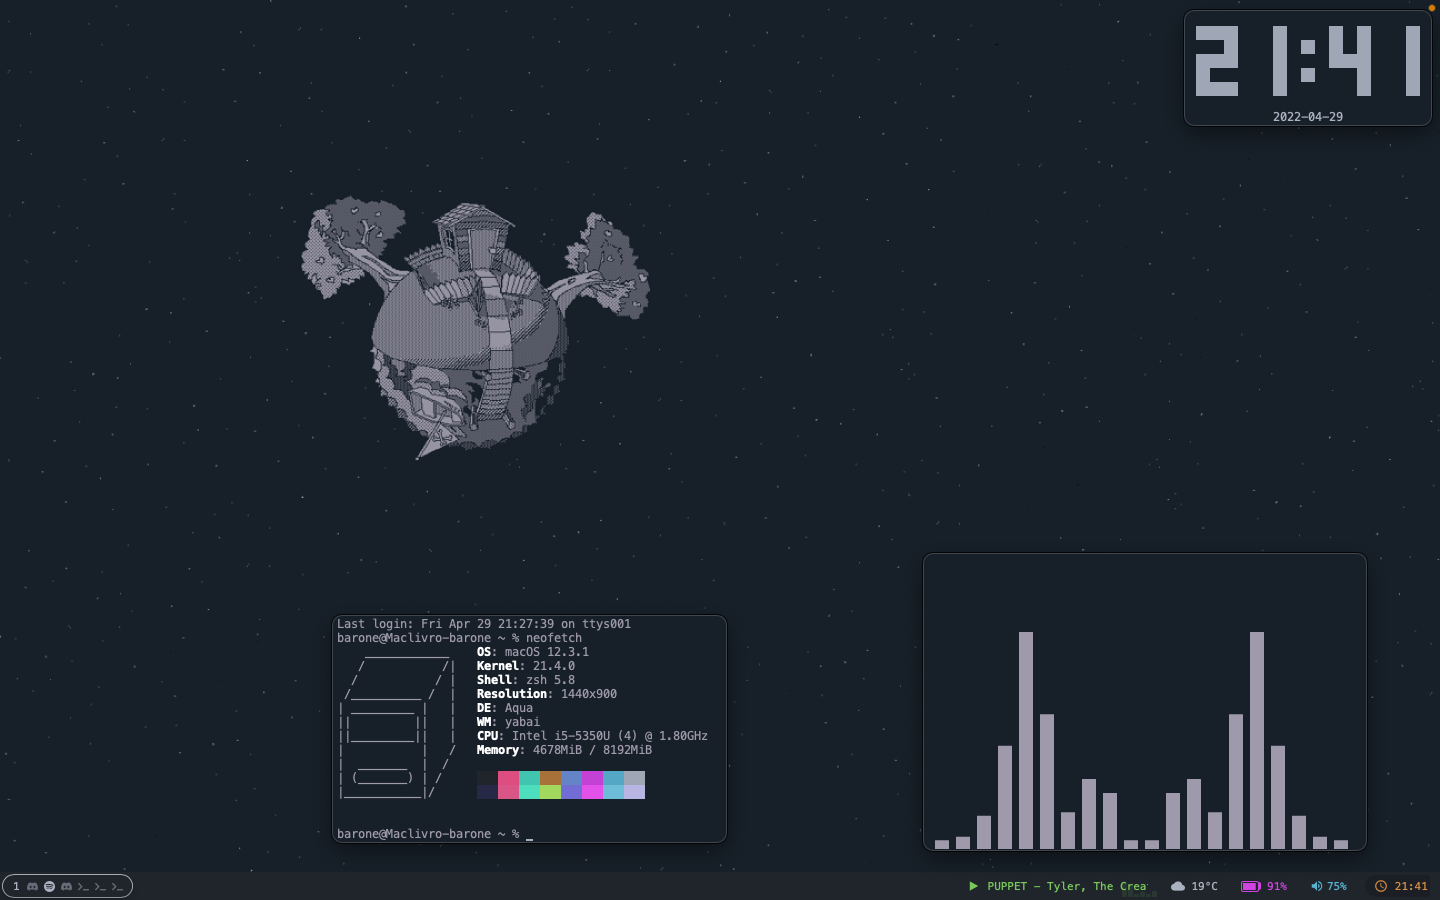 21:41
2022-04-29
Last login: Fri Apr 29 21:27:39 on ttys001
barone@Maclivro-barone ~ % neofetch
OS: macOS 12.3.1
Kernel: 21.4.0
Shell: zsh 5.8
Resolution: 1440x900
DE: Aqua
WM: yabai
CPU: Intel i5-5350U (4) @ 1.80GHz
Memory: 4678MiB / 8192MiB
barone@Maclivro-barone ~ % _
1
PUPPET – Tyler, The Crea 19°C 91% 75% 21:41